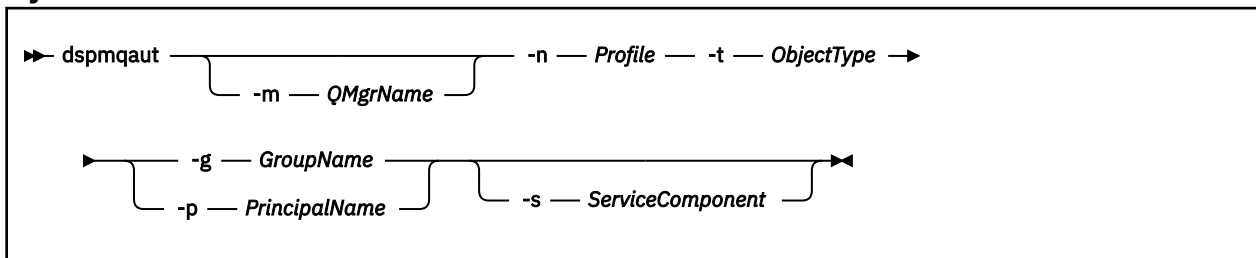 dspmqaut -n Profile -t ObjectType
-m QMgrName
-g GroupName
-p PrincipalName
-s ServiceComponent